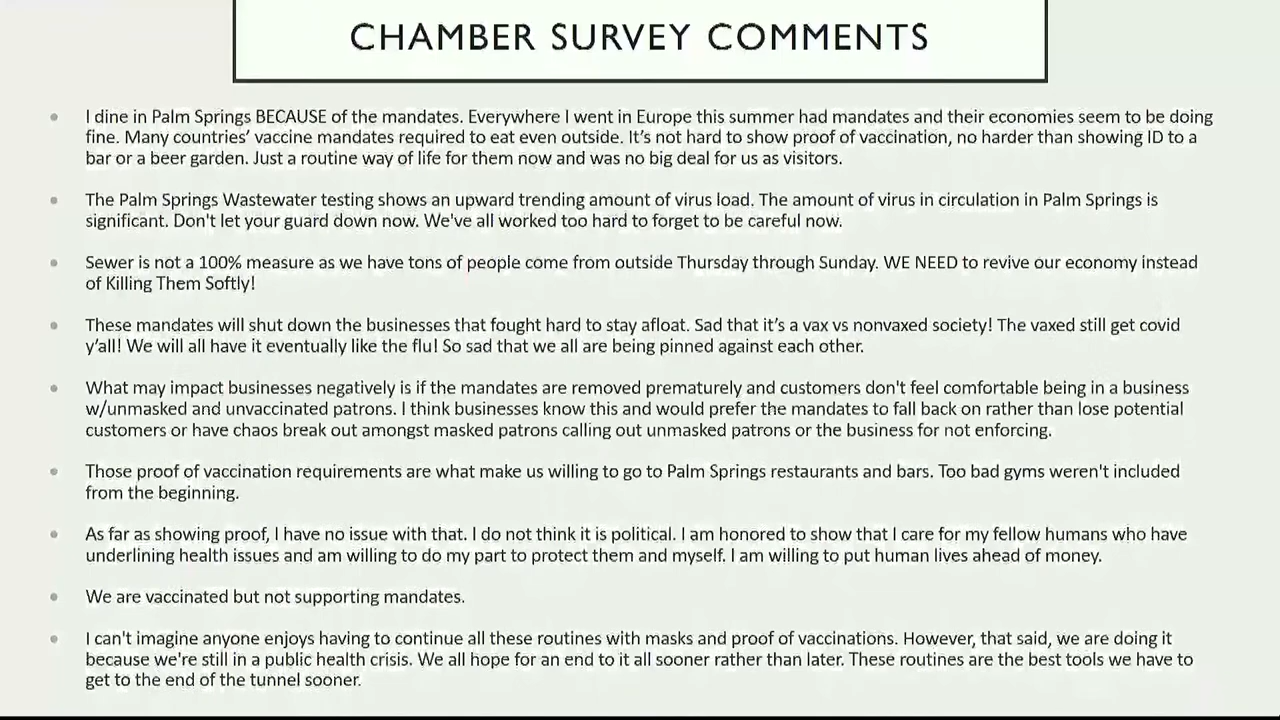 CHAMBER SURVEY COMMENTS
• I dine in Palm Springs BECAUSE of the mandates. Everywhere I went in Europe this summer had mandates and their economies seem to be doing
fine. Many countries’ vaccine mandates required to eat even outside. It’s not hard to show proof of vaccination, no harder than showing ID to a
bar or a beer garden. Just a routine way of life for them now and was no big deal for us as visitors.
• The Palm Springs Wastewater testing shows an upward trending amount of virus load. The amount of virus in circulation in Palm Springs is
significant. Don't let your guard down now. We've all worked too hard to forget to be careful now.
• Sewer is not a 100% measure as we have tons of people come from outside Thursday through Sunday. WE NEED to revive our economy instead
of Killing Them Softly!
• These mandates will shut down the businesses that fought hard to stay afloat. Sad that it’s a vax vs nonvaxed society! The vaxed still get covid
y’all! We will all have it eventually like the flu! So sad that we all are being pinned against each other.
• What may impact businesses negatively is if the mandates are removed prematurely and customers don't feel comfortable being in a business
w/unmasked and unvaccinated patrons. I think businesses know this and would prefer the mandates to fall back on rather than lose potential
customers or have chaos break out amongst masked patrons calling out unmasked patrons or the business for not enforcing.
• Those proof of vaccination requirements are what make us willing to go to Palm Springs restaurants and bars. Too bad gyms weren't included
from the beginning.
• As far as showing proof, I have no issue with that. I do not think it is political. I am honored to show that I care for my fellow humans who have
underlining health issues and am willing to do my part to protect them and myself. I am willing to put human lives ahead of money.
• We are vaccinated but not supporting mandates.
• I can't imagine anyone enjoys having to continue all these routines with masks and proof of vaccinations. However, that said, we are doing it
because we're still in a public health crisis. We all hope for an end to it all sooner rather than later. These routines are the best tools we have to
get to the end of the tunnel sooner.